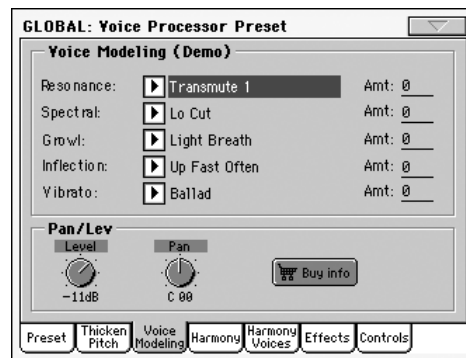 GLOBAL: Voice Processor Preset
Voice Modeling (Demo)
Resonance: Transmute 1 Amt: 0
Spectral: Lo Cut Amt: 0
Growl: Light Breath Amt: 0
Inflection: Up Fast Often Amt: 0
Vibrato: Ballad Amt: 0
Pan/Lev
Level Pan
Buy info
-11dB C 00
Preset Thicken Pitch Voice Modeling Harmony Harmony Voices Effects Controls